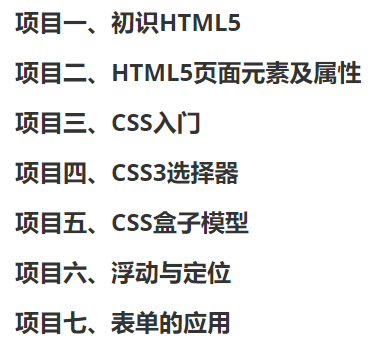 项目一、初识HTML5
项目二、HTML5页面元素及属性
项目三、CSS入门
项目四、CSS3选择器
项目五、CSS盒子模型
项目六、浮动与定位
项目七、表单的应用